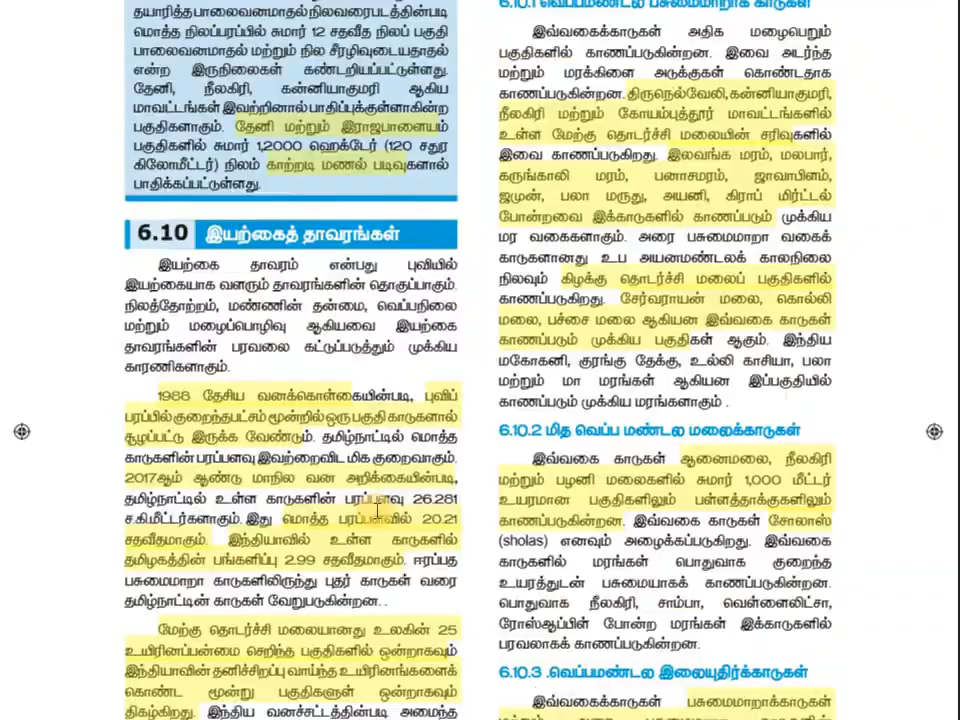 தயாரித்த பாலைவனமாதல் நிலவரைபடத்தின்படி
மொத்த நிலப்பரப்பில் சுமார் 12 சதவீத நிலப் பகுதி
பாலைவனமாதல் மற்றும் நில சீரழிவுடையதாதல்
என்ற இருநிலைகள் கண்டறியப்பட்டுள்ளது.
தேனி, நீலகிரி, கன்னியாகுமரி ஆகிய
மாவட்டங்கள் இவற்றினால் பாதிப்புக்குள்ளாகின்ற
பகுதிகளாகும். தேனி மற்றும் இராஜபாளையம்
பகுதிகளில் சுமார் 1,2000 ஹெக்டேர் (120 சதுர
கிலோமீட்டர்) நிலம் காற்றடி மணல் படிவுகளால்
பாதிக்கப்பட்டுள்ளது.
6.10 இயற்கைத் தாவரங்கள்
இயற்கை தாவரம் என்பது புவியில்
இயற்கையாக வளரும் தாவரங்களின் தொகுப்பாகும்.
நிலத்தோற்றம், மண்ணின் தன்மை, வெப்பநிலை
மற்றும் மழைப்பொழிவு ஆகியவை இயற்கை
தாவரங்களின் பரவலை கட்டுப்படுத்தும் முக்கிய
காரணிகளாகும்.
1988 தேசிய வனக்கொள்கையின்படி, புவிப்
பரப்பில் குறைந்தபட்சம் மூன்றில் ஒரு பகுதி காடுகளால்
சூழப்பட்டு இருக்க வேண்டும். தமிழ்நாட்டில் மொத்த
காடுகளின் பரப்பளவு இவற்றைவிட மிக குறைவாகும்.
2017ஆம் ஆண்டு மாநில வன அறிக்கையின்படி,
தமிழ்நாட்டில் உள்ள காடுகளின் பரப்பளவு 26.281
ச.கி.மீட்டர்களாகும். இது மொத்த பரப்பளவில் 20.21
சதவீதமாகும். இந்தியாவில் உள்ள காடுகளில்
தமிழகத்தின் பங்களிப்பு 2.99 சதவீதமாகும். ஈரப்பத
பசுமைமாறா காடுகளிலிருந்து புதர் காடுகள் வரை
தமிழ்நாட்டின் காடுகள் வேறுபடுகின்றன. .
மேற்கு தொடர்ச்சி மலையானது உலகின் 25
உயிரினப்பன்மை செறிந்த பகுதிகளில் ஒன்றாகவும்
இந்தியாவின் தனிச்சிறப்பு வாய்ந்த உயிரினங்களைக்
கொண்ட மூன்று பகுதிகளுள் ஒன்றாகவும்
திகழ்கிறது. இந்திய வனச்சட்டத்தின்படி அமைந்த
6.10.1 வெப்பமண்டல பசுமைமாறாக் காடுகள்
இவ்வகைக்காடுகள் அதிக மழைபெறும்
பகுதிகளில் காணப்படுகின்றன. இவை அடர்ந்த
மற்றும் மரக்கிளை அடுக்குகள் கொண்டதாக
காணப்படுகின்றன. திருநெல்வேலி, கன்னியாகுமரி,
நீலகிரி மற்றும் கோயம்புத்தூர் மாவட்டங்களில்
உள்ள மேற்கு தொடர்ச்சி மலையின் சரிவுகளில்
இவை காணப்படுகிறது. இலவங்க மரம், மலபார்,
கருங்காலி மரம், பனாசமரம், ஜாவாபிளம்,
ஜமுன், பலா மருது, அயனி, கிராப் மிர்ட்டல்
போன்றவை இக்காடுகளில் காணப்படும் முக்கிய
மர வகைகளாகும். அரை பசுமைமாறா வகைக்
காடுகளானது உப அயனமண்டலக் காலநிலை
நிலவும் கிழக்கு தொடர்ச்சி மலைப் பகுதிகளில்
காணப்படுகிறது. சேர்வராயன் மலை, கொல்லி
மலை, பச்சை மலை ஆகியன இவ்வகை காடுகள்
காணப்படும் முக்கிய பகுதிகள் ஆகும். இந்திய
மகோகனி, குரங்கு தேக்கு, உல்லி காசியா, பலா
மற்றும் மா மரங்கள் ஆகியன இப்பகுதியில்
காணப்படும் முக்கிய மரங்களாகும் .
6.10.2 மித வெப்ப மண்டல மலைக்காடுகள்
இவ்வகை காடுகள் ஆனைமலை, நீலகிரி
மற்றும் பழனி மலைகளில் சுமார் 1,000 மீட்டர்
உயரமான பகுதிகளிலும் பள்ளத்தாக்குகளிலும்
காணப்படுகின்றன. இவ்வகை காடுகள் சோலாஸ்
(sholas) எனவும் அழைக்கப்படுகிறது. இவ்வகை
காடுகளில் மரங்கள் பொதுவாக குறைந்த
உயரத்துடன் பசுமையாகக் காணப்படுகின்றன.
பொதுவாக நீலகிரி, சாம்பா, வெள்ளைலிட்சா,
ரோஸ்ஆப்பிள் போன்ற மரங்கள் இக்காடுகளில்
பரவலாகக் காணப்படுகின்றன.
6.10.3 .வெப்பமண்டல இலையுதிர்க்காடுகள்
இவ்வகைக்காடுகள் பசுமைமாறாக்காடுகள்